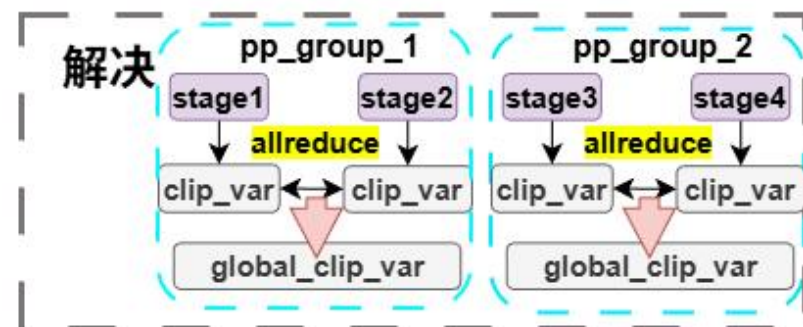 解决
pp_group_1
pp_group_2
stage1
stage2
stage3
stage4
allreduce
allreduce
clip_var
clip_var
clip_var
clip_var
global_clip_var
global_clip_var